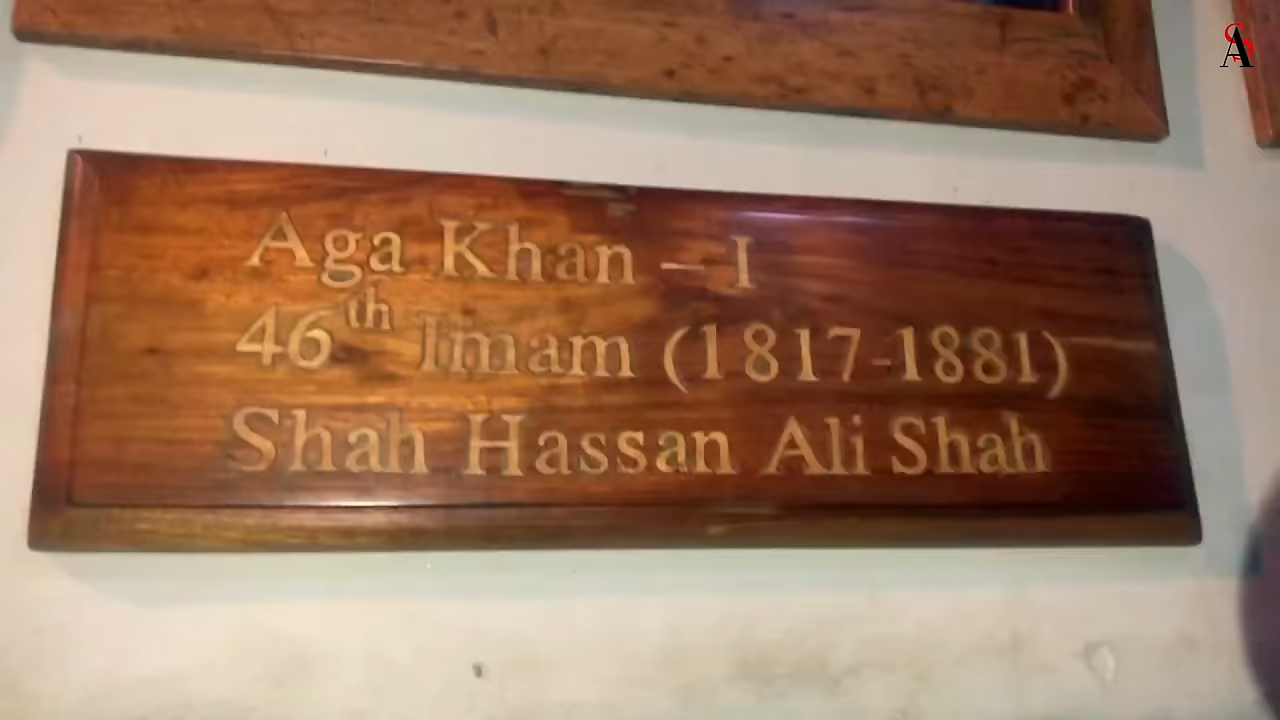 Aga Khan – I
46th Imam (1817-1881)
Shah Hassan Ali Shah